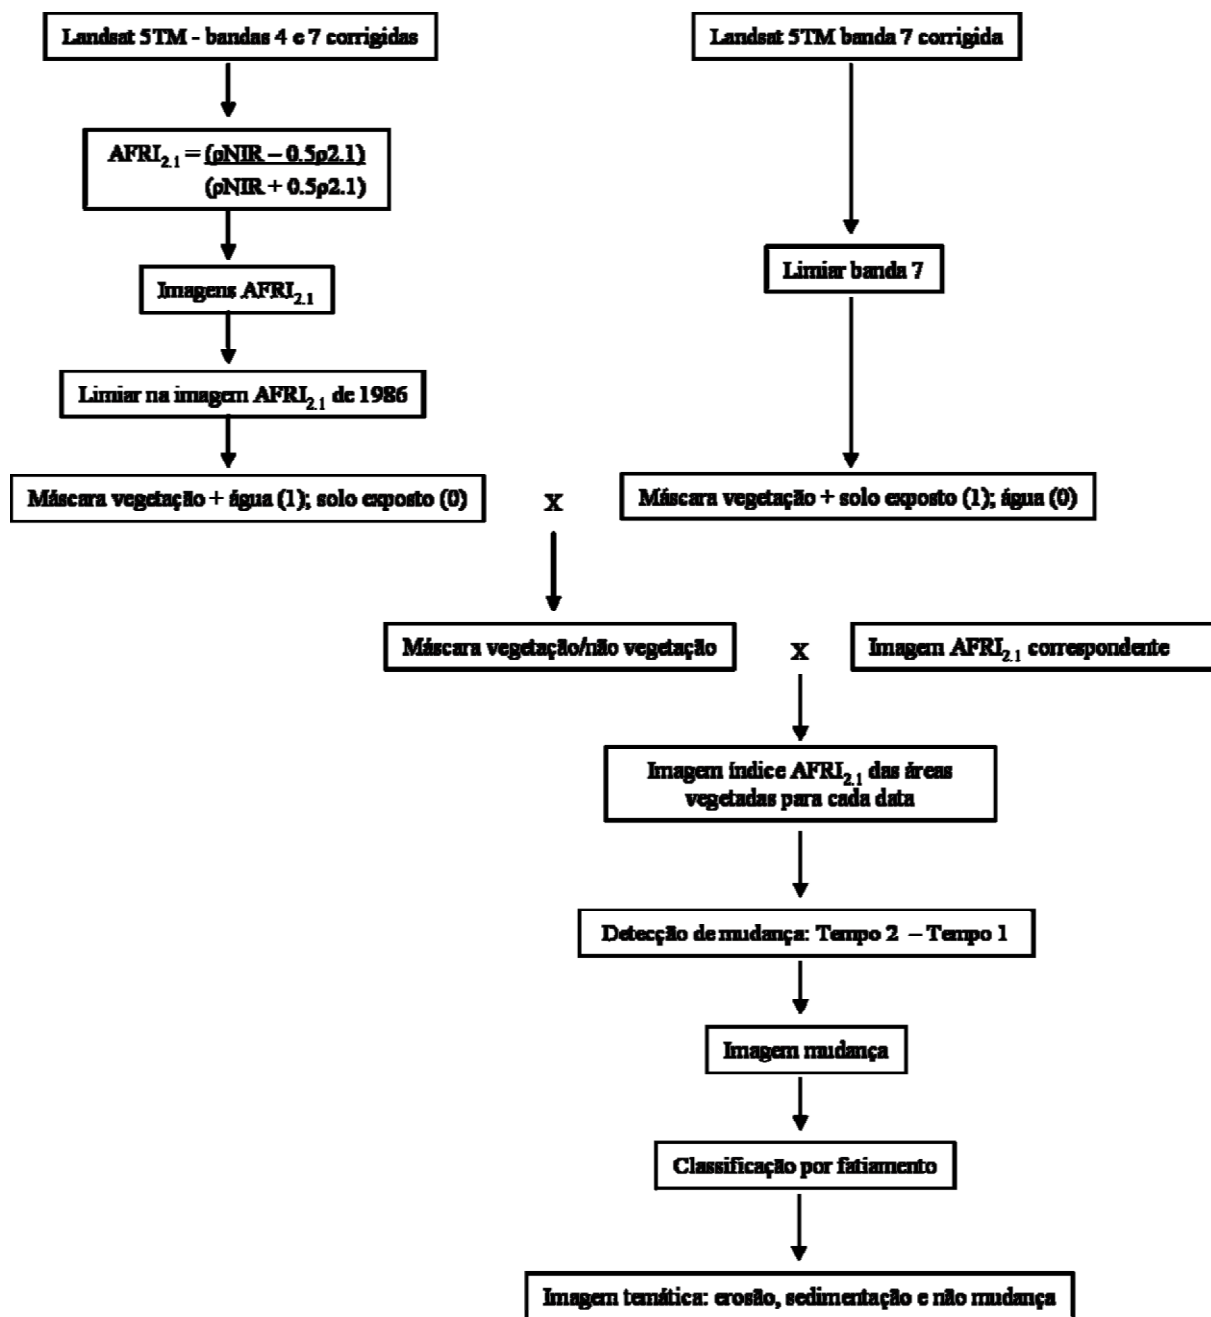 Landsat 5TM - bandas 4 e 7 corrigidas
Landsat 5TM banda 7 corrigida
AFRI2.1 = (ρNIR – 0.5ρ2.1)
(ρNIR + 0.5ρ2.1)
Imagens AFRI2.1
Limiar banda 7
Limiar na imagem AFRI2.1 de 1986
Máscara vegetação + água (1); solo exposto (0)
X
Máscara vegetação + solo exposto (1); água (0)
Máscara vegetação/não vegetação
X
Imagem AFRI2.1 correspondente
Imagem índice AFRI2.1 das áreas
vegetadas para cada data
Detecção de mudança: Tempo 2 – Tempo 1
Imagem mudança
Classificação por fatiamento
Imagem temática: erosão, sedimentação e não mudança